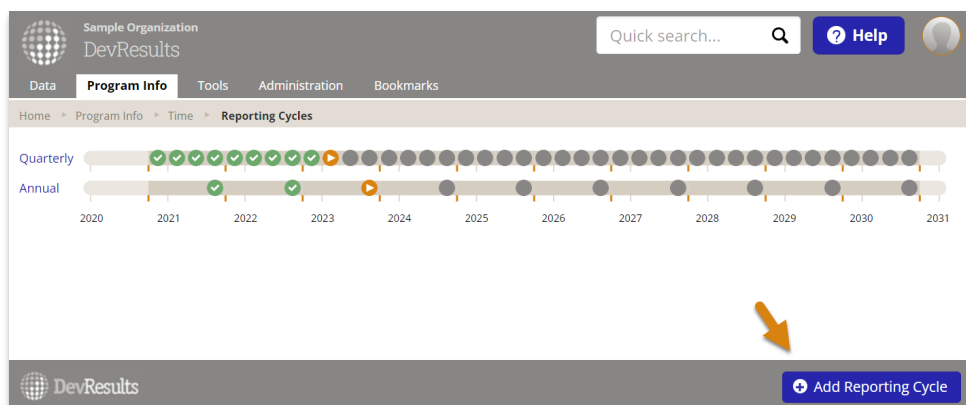 Sample Organization
DevResults
Quick search...
Help
Data Program Info Tools Administration Bookmarks
Home Program Info Time Reporting Cycles
Quarterly
Annual
2020 2021 2022 2023 2024 2025 2026 2027 2028 2029 2030 2031
DevResults
Add Reporting Cycle